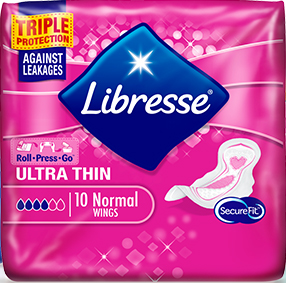 TRIPLE
PROTECTION
AGAINST
LEAKAGES
Libresse®
Roll·Press·Go
ULTRA THIN
10 Normal
WINGS
SecureFit